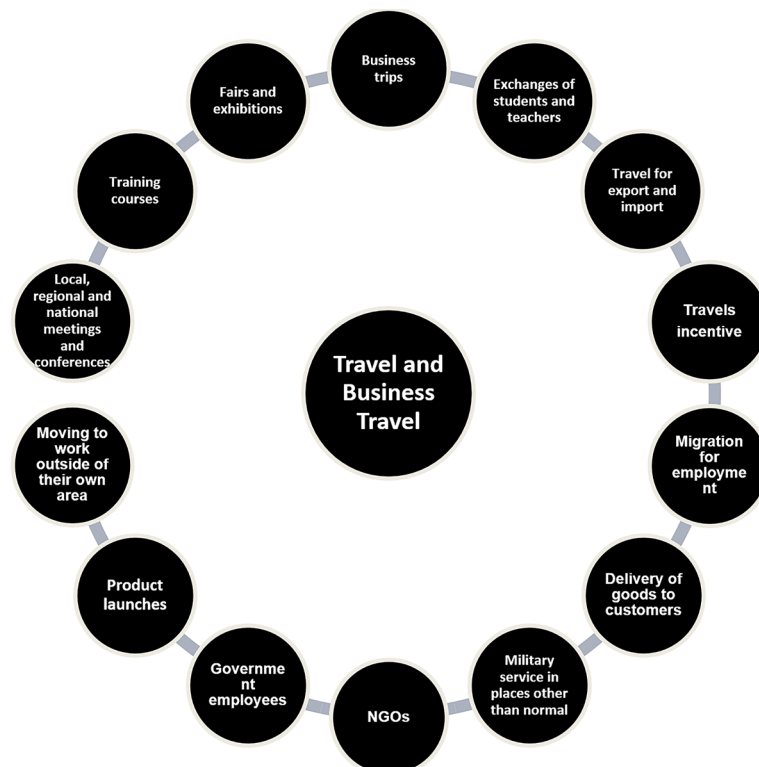 Business
trips
Exchanges of
students and
teachers
Travel for
export and
import
Travels
incentive
Migration
for
employme
nt
Delivery of
goods to
customers
Military
service in
places other
than normal
NGOs
Governme
nt
employees
Product
launches
Moving to
work
outside of
their own
area
Local,
regional and
national
meetings
and
conferences
Training
courses
Fairs and
exhibitions
Travel and
Business
Travel